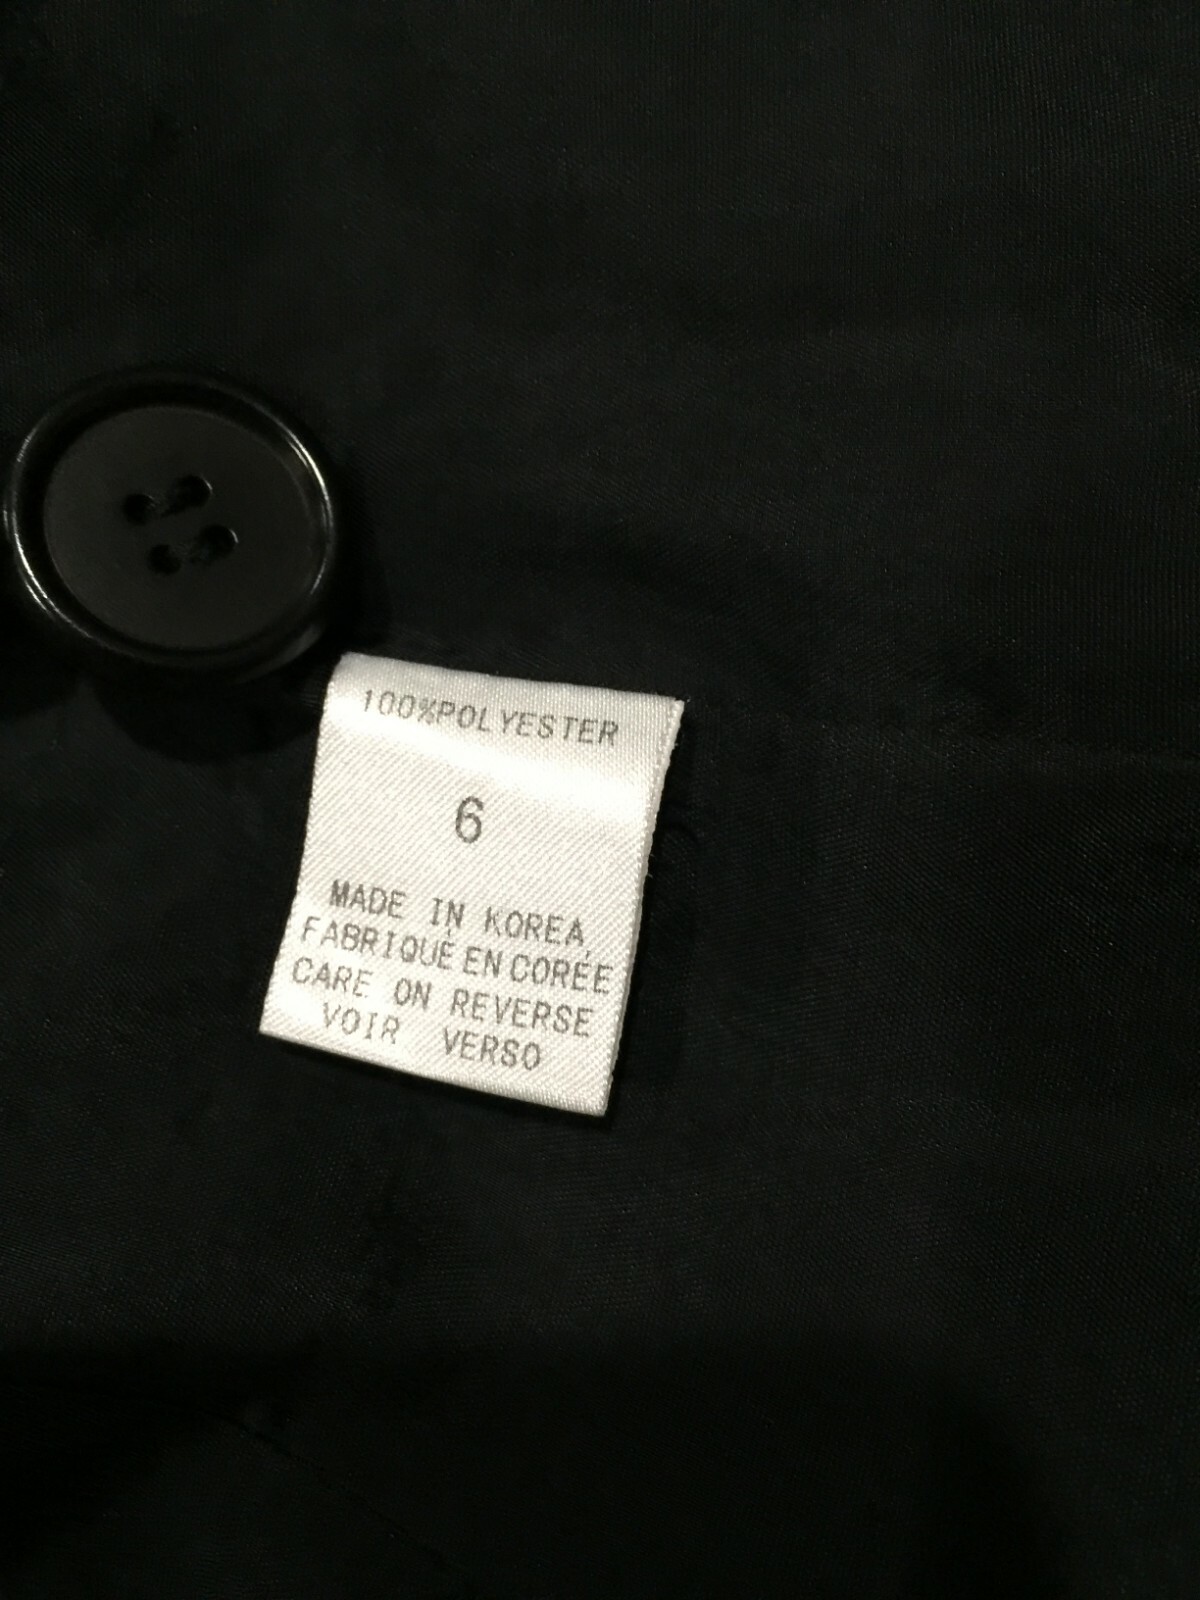 100%POLYESTER
6
MADE IN KOREA
FABRIQUÉ EN CORÉE
CARE ON REVERSE
VOIR VERSO